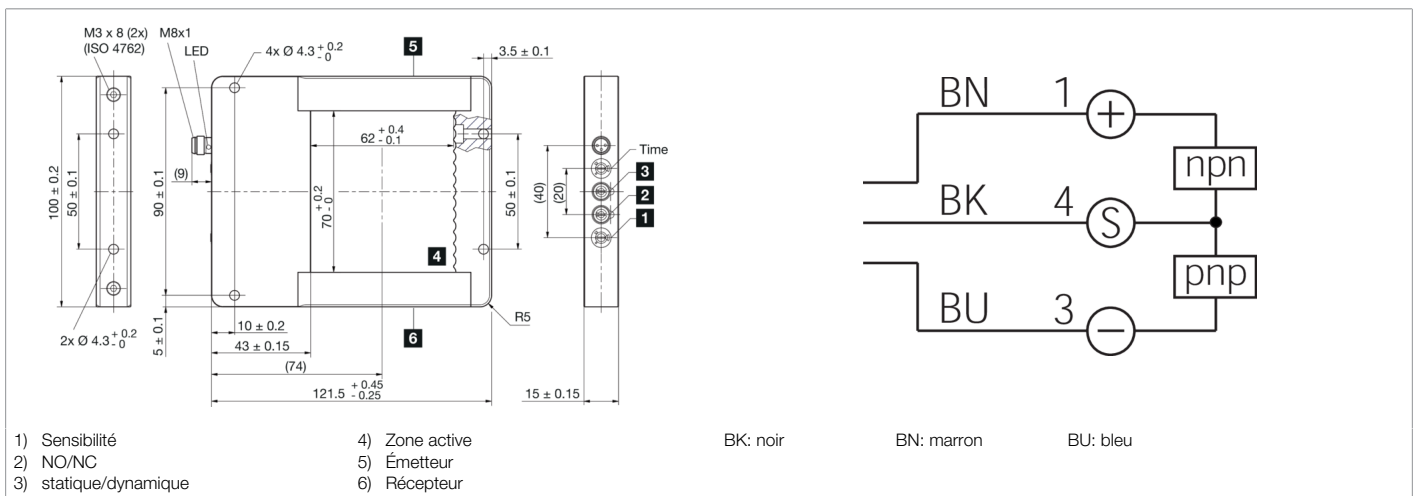 M3 x 8 (2x)
(ISO 4762)
M8x1
LED
4x Ø 4.3 + 0.2 - 0
5
3.5 ± 0.1
100 ± 0.2
50 ± 0.1
90 ± 0.1
(9)
62 + 0.4 - 0.1
70 + 0.2 - 0
50 ± 0.1
(40)
(20)
Time
3
2
1
4
2x Ø 4.3 + 0.2 - 0
5 ± 0.1
10 ± 0.2
43 ± 0.15
(74)
121.5 + 0.45 - 0.25
6
R5
15 ± 0.15
BN 1 +
npn
BK 4 S
pnp
BU 3 −
1) Sensibilité
2) NO/NC
3) statique/dynamique
4) Zone active
5) Émetteur
6) Récepteur
BK: noir
BN: marron
BU: bleu